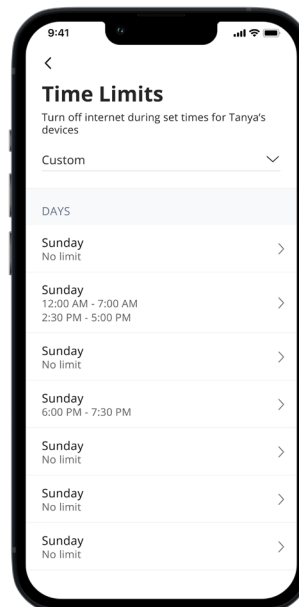 9:41
Time Limits
Turn off internet during set times for Tanya's
devices
Custom
DAYS
Sunday
No limit
Sunday
12:00 AM - 7:00 AM
2:30 PM - 5:00 PM
Sunday
No limit
Sunday
6:00 PM - 7:30 PM
Sunday
No limit
Sunday
No limit
Sunday
No limit